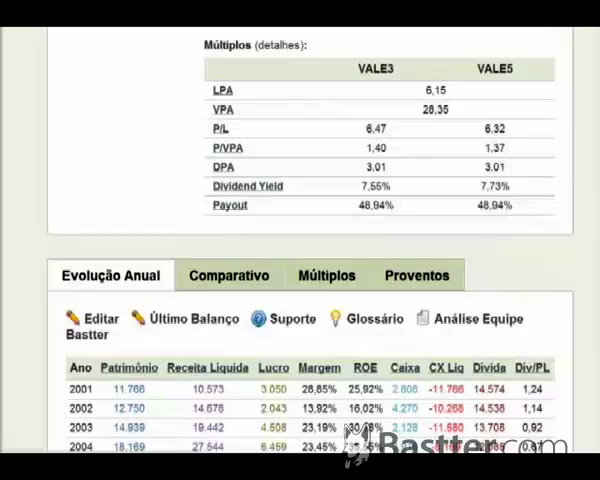 Múltiplos (detalhes):
VALE3 VALE5
LPA 6,15
VPA 28,35
P/L 6,47 6,32
P/VPA 1,40 1,37
DPA 3,01 3,01
Dividend Yield 7,55% 7,73%
Payout 48,94% 48,94%
Evolução Anual Comparativo Múltiplos Proventos
Editar Último Balanço Suporte Glossário Análise Equipe
Bastter
Ano Patrimônio Receita Liquida Lucro Margem ROE Caixa CX Liq Divida Div/PL
2001 11.766 10.573 3.050 28,85% 25,92% 2.808 -11.766 14.574 1,24
2002 12.750 14.678 2.043 13,92% 16,02% 4.270 -10.268 14.538 1,14
2003 14.939 19.442 4.508 23,19% 2.128 -11.580 13.708 0,92
2004 18.169 27.544 6.459 23,45%
Bastter.com